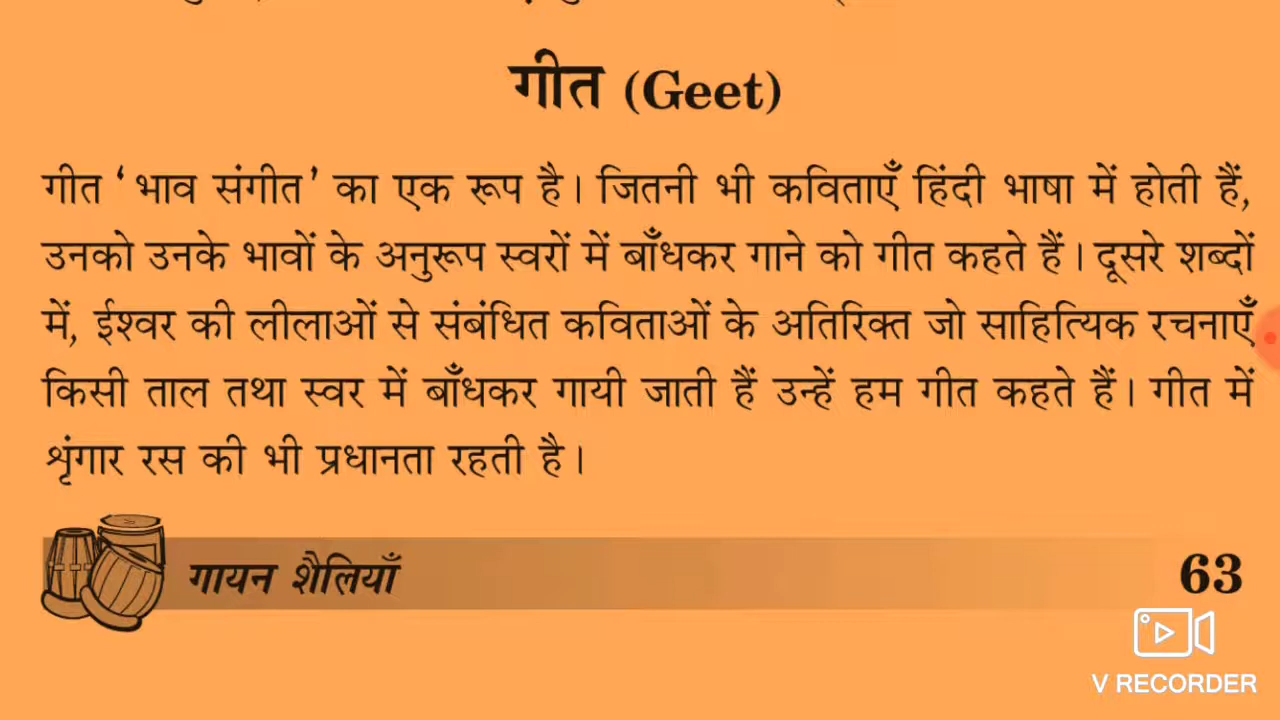 गीत (Geet)
गीत ‘भाव संगीत’ का एक रूप है। जितनी भी कविताएँ हिंदी भाषा में होती हैं,
उनको उनके भावों के अनुरूप स्वरों में बाँधकर गाने को गीत कहते हैं। दूसरे शब्दों
में, ईश्वर की लीलाओं से संबंधित कविताओं के अतिरिक्त जो साहित्यिक रचनाएँ
किसी ताल तथा स्वर में बाँधकर गायी जाती हैं उन्हें हम गीत कहते हैं। गीत में
शृंगार रस की भी प्रधानता रहती है।
गायन शैलियाँ 63
V RECORDER